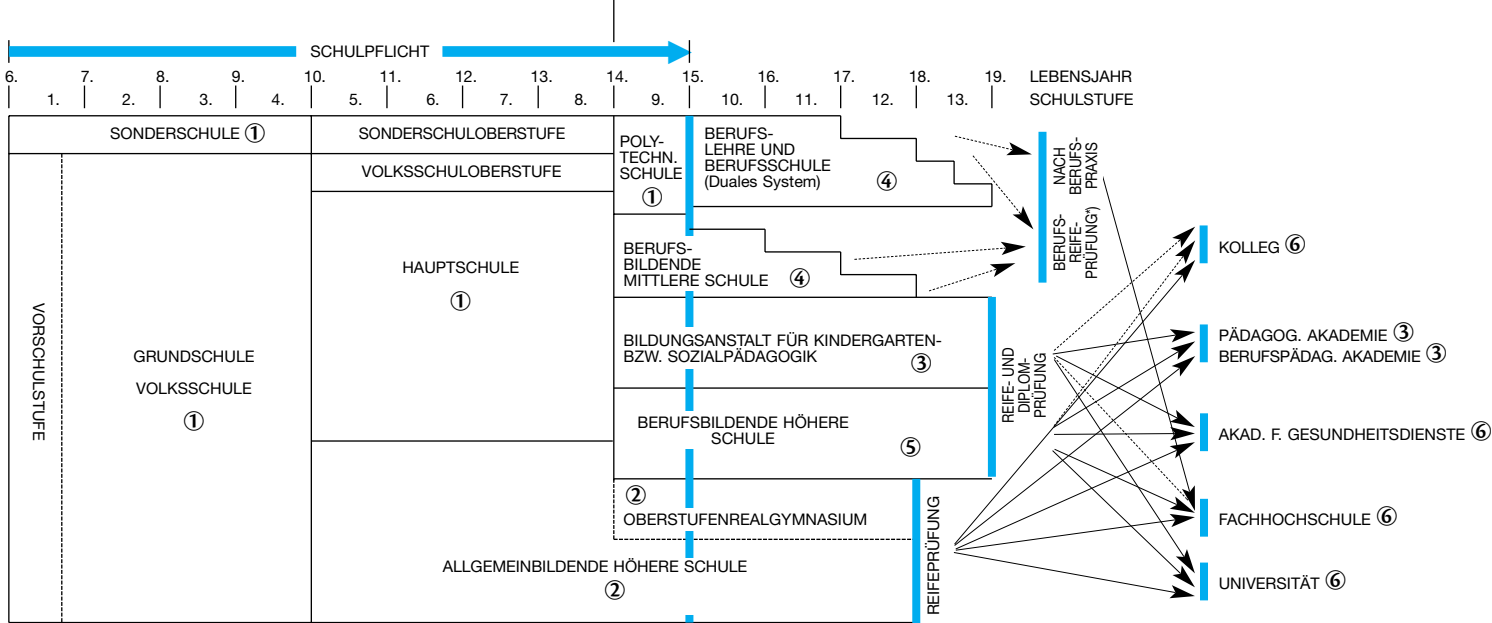 SCHULPFLICHT
6. 7. 8. 9. 10. 11. 12. 13. 14. 15. 16. 17. 18. 19. LEBENSJAHR
1. 2. 3. 4. 5. 6. 7. 8. 9. 10. 11. 12. 13. SCHULSTUFE
SONDERSCHULE ①
SONDERSCHULOBERSTUFE
VOLKSSCHULOBERSTUFE
POLY-
TECHN.
SCHULE
①
BERUFS-
LEHRE UND
BERUFSSCHULE
(Duales System)
④
NACH
BERUFS-
PRAXIS
BERUFS-
REIFE-
PRÜFUNG*)
VORSCHULSTUFE
GRUNDSCHULE
VOLKSSCHULE
①
HAUPTSCHULE
①
BERUFS-
BILDENDE
MITTLERE SCHULE
④
BILDUNGSANSTALT FÜR KINDERGARTEN-
BZW. SOZIALPÄDAGOGIK
③
BERUFSBILDENDE HÖHERE
SCHULE
⑤
REIFE- UND
DIPLOM-
PRÜFUNG
②
OBERSTUFENREALGYMNASIUM
ALLGEMEINBILDENDE HÖHERE SCHULE
②
REIFEPRÜFUNG
KOLLEG ⑥
PÄDAGOG. AKADEMIE ③
BERUFSPÄDAG. AKADEMIE ③
AKAD. F. GESUNDHEITSDIENSTE ⑥
FACHHOCHSCHULE ⑥
UNIVERSITÄT ⑥